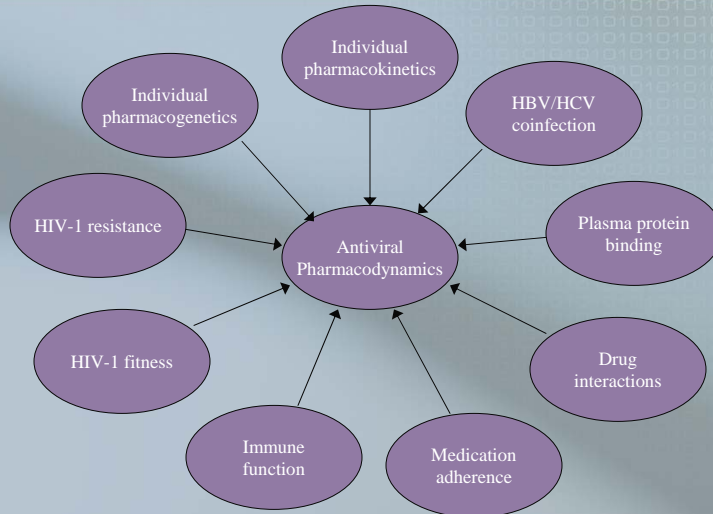 Individual
pharmacokinetics
Individual
pharmacogenetics
HBV/HCV
coinfection
HIV-1 resistance
Antiviral
Pharmacodynamics
Plasma protein
binding
HIV-1 fitness
Drug
interactions
Immune
function
Medication
adherence